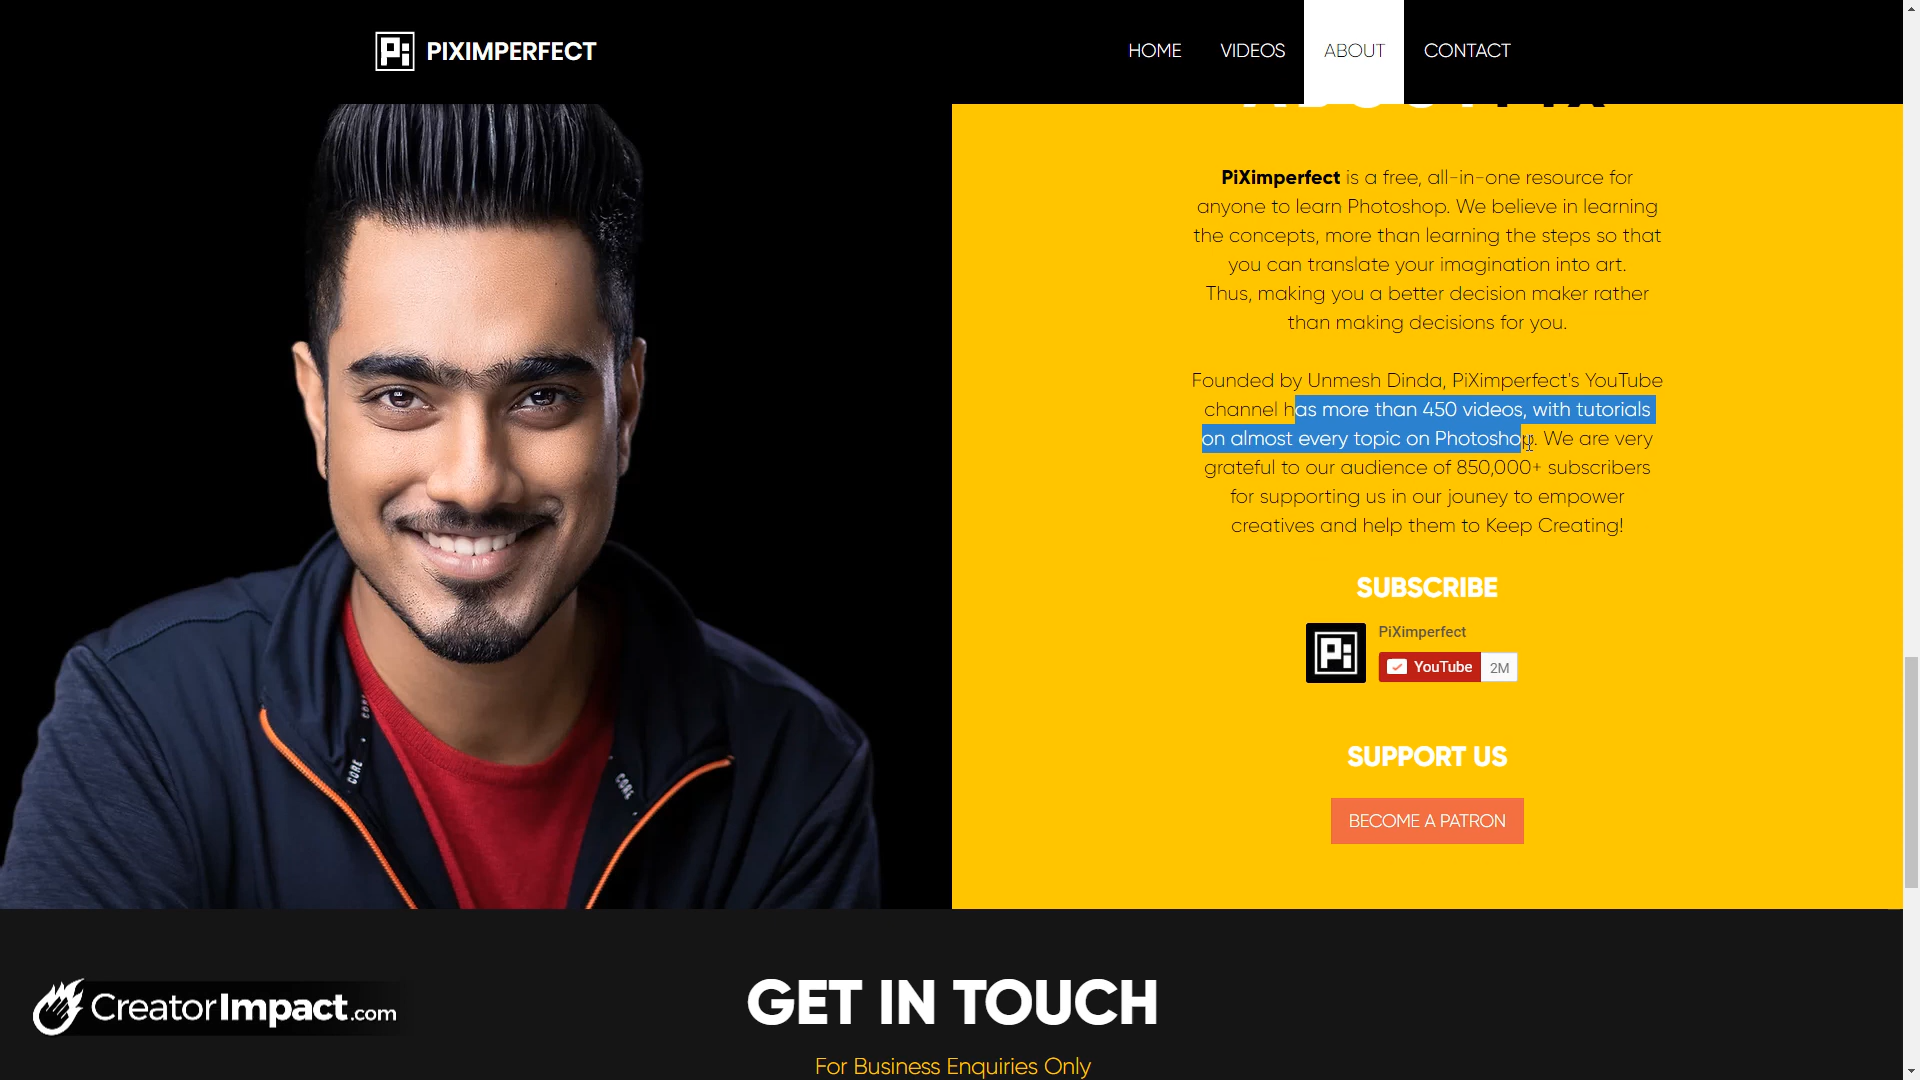 PIXIMPERFECT
HOME
VIDEOS
ABOUT
CONTACT
PiXimperfect is a free, all-in-one resource for
anyone to learn Photoshop. We believe in learning
the concepts, more than learning the steps so that
you can translate your imagination into art.
Thus, making you a better decision maker rather
than making decisions for you.
Founded by Unmesh Dinda, PiXimperfect's YouTube
channel has more than 450 videos, with tutorials
on almost every topic on Photoshop. We are very
grateful to our audience of 850,000+ subscribers
for supporting us in our jouney to empower
creatives and help them to Keep Creating!
SUBSCRIBE
Pi
PiXimperfect
YouTube 2M
SUPPORT US
BECOME A PATRON
CORE
CORE
CreatorImpact.com
GET IN TOUCH
For Business Enquiries Only